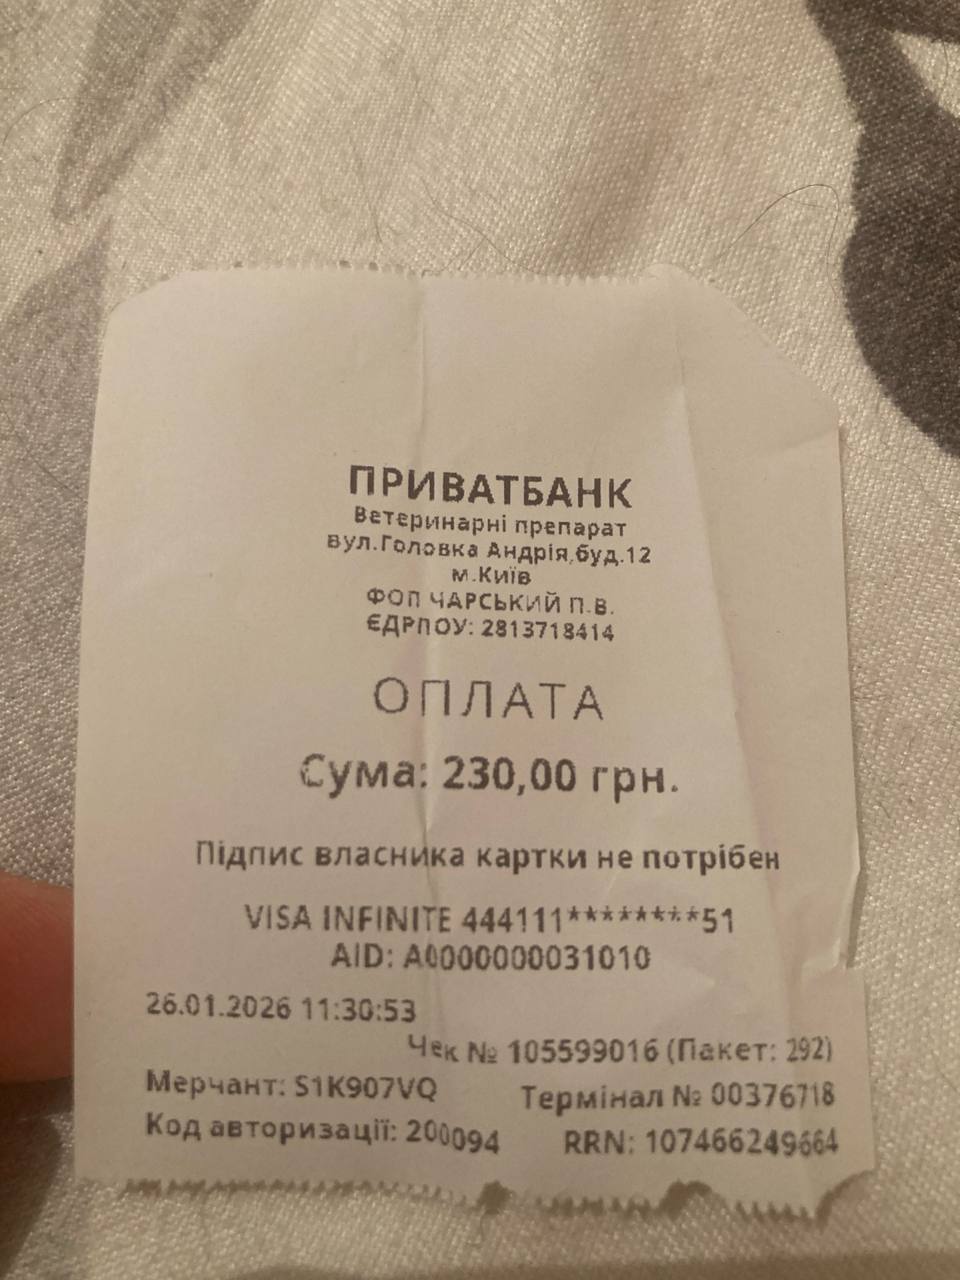 ПРИВАТБАНК
Ветеринарні препарат
вул.Головка Андрія,буд.12
м.Київ
ФОП ЧАРСЬКИЙ П.В.
ЄДРПОУ: 2813718414
ОПЛАТА
Сума: 230,00 грн.
Підпис власника картки не потрібен
VISA INFINITE 444111********51
AID: A0000000031010
26.01.2026 11:30:53
Чек № 105599016 (Пакет: 292)
Мерчант: S1K907VQ Термінал № 00376718
Код авторизації: 200094 RRN: 107466249664